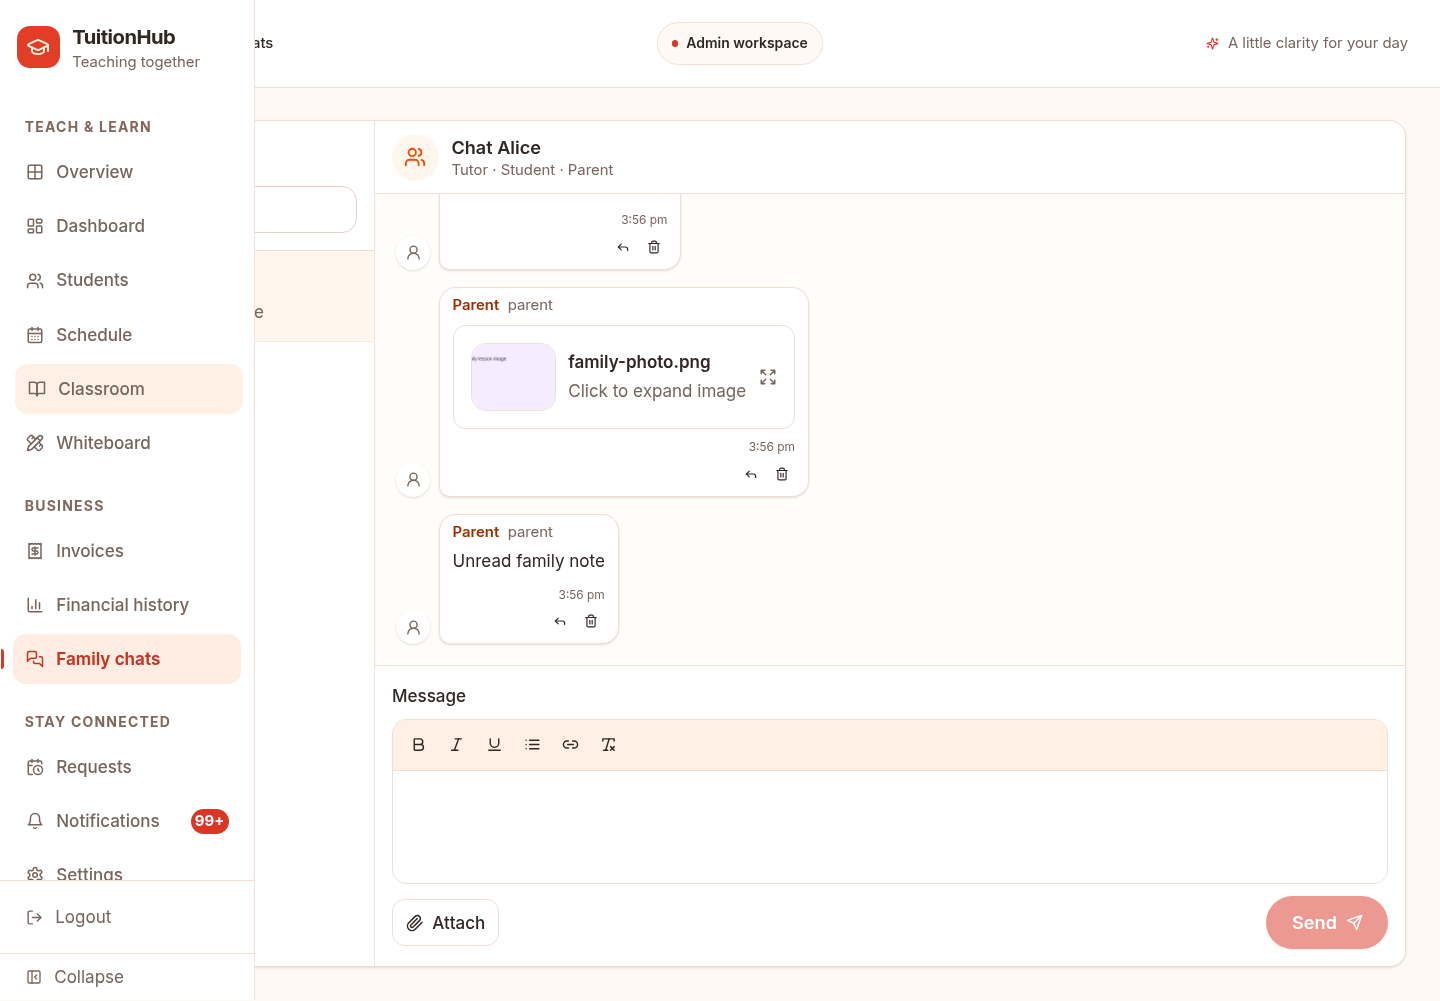 TuitionHub
Teaching together
TEACH & LEARN
Overview
Dashboard
Students
Schedule
Classroom
Whiteboard
BUSINESS
Invoices
Financial history
Family chats
STAY CONNECTED
Requests
Notifications 99+
Settings
Logout
Collapse
ats
Admin workspace
A little clarity for your day
e
Chat Alice
Tutor · Student · Parent
3:56 pm
Parent parent
lesson image
family-photo.png
Click to expand image
3:56 pm
Parent parent
Unread family note
3:56 pm
Message
Attach
Send